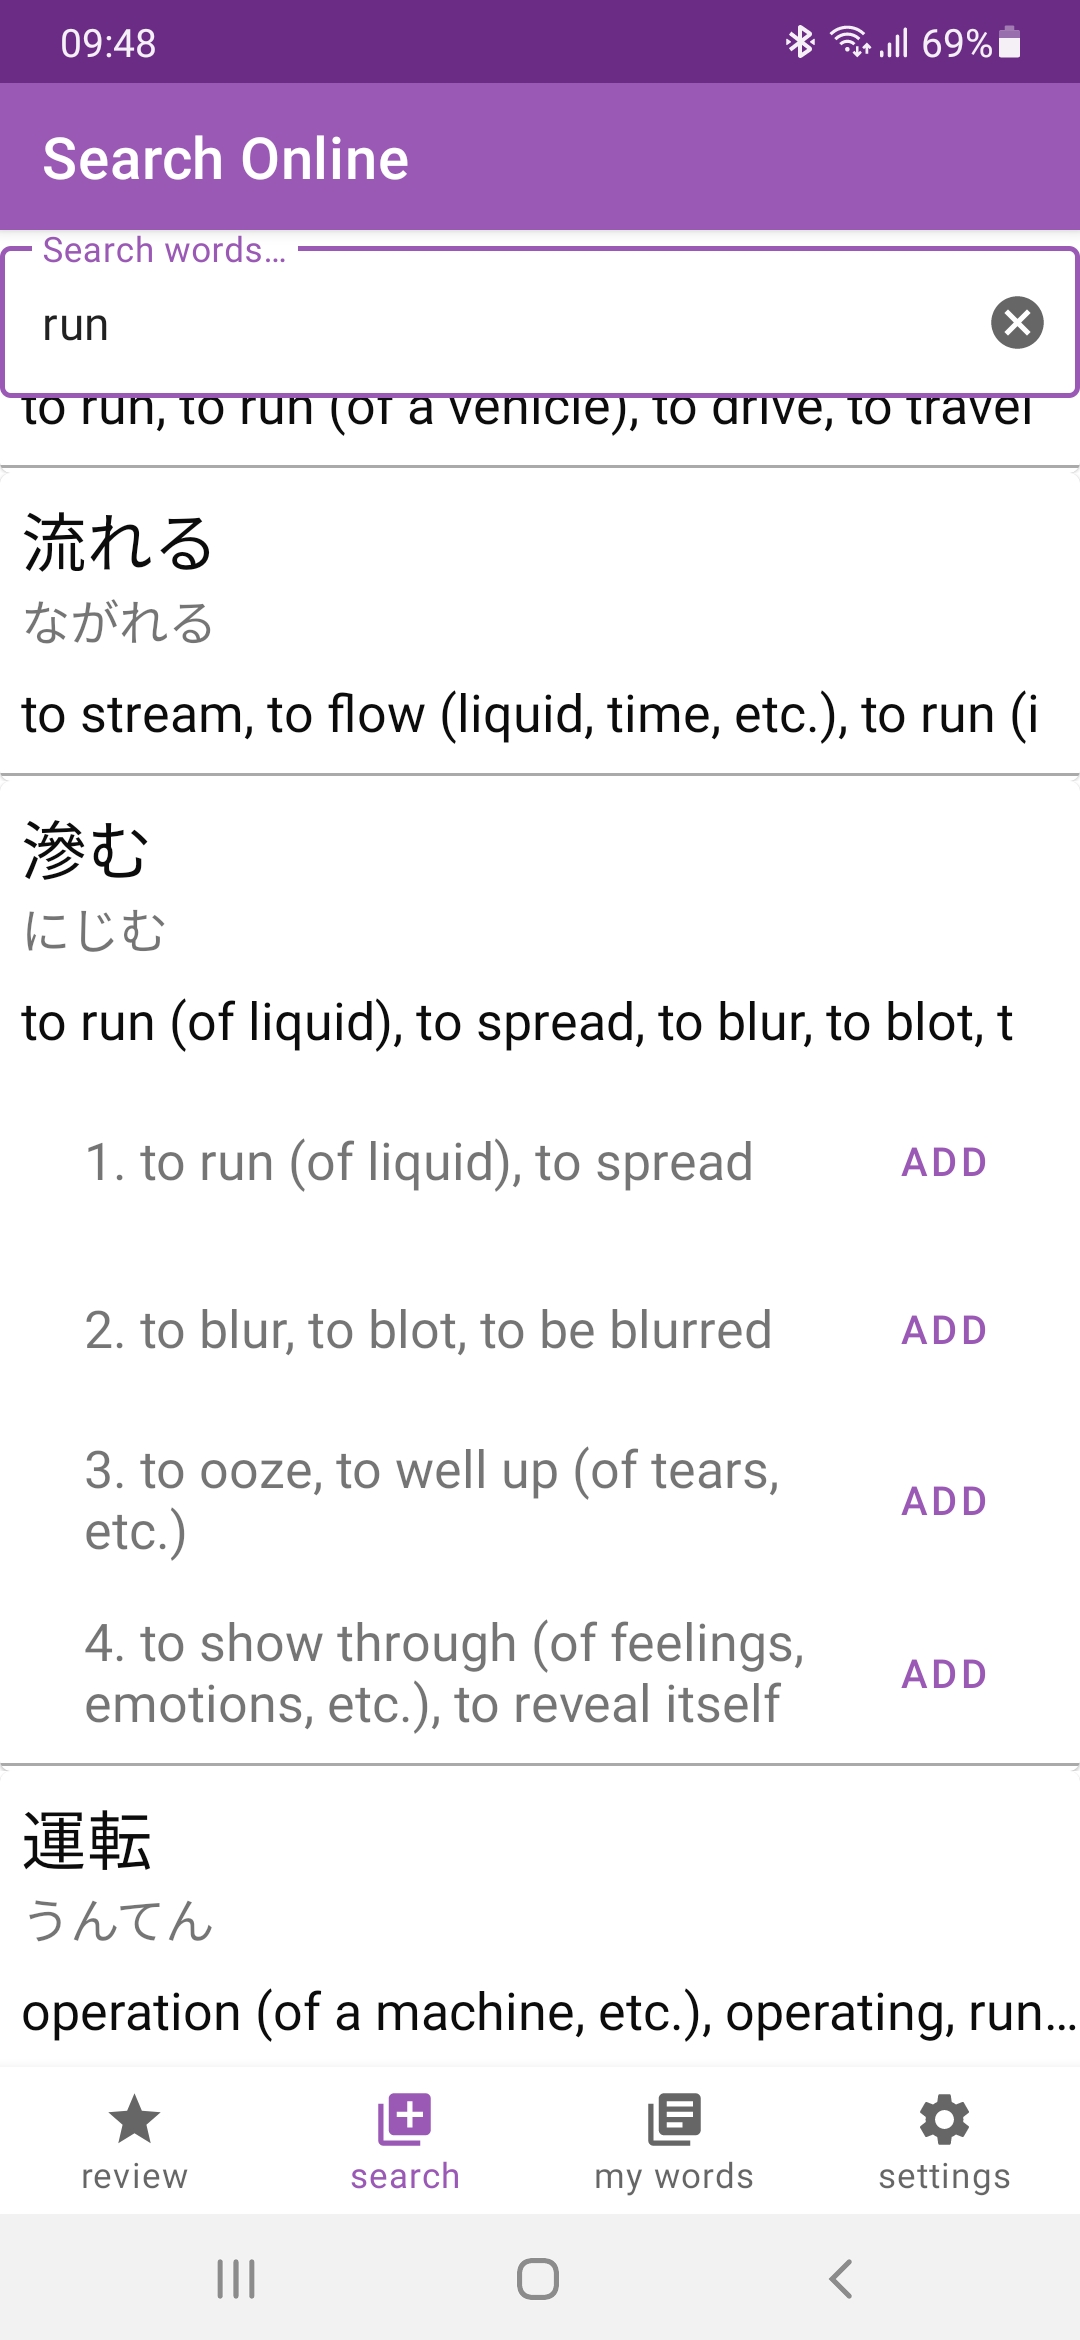 09:48
69%
Search Online
Search words...
run
to run, to run (of a vehicle), to drive, to travel
流れる
ながれる
to stream, to flow (liquid, time, etc.), to run (i
滲む
にじむ
to run (of liquid), to spread, to blur, to blot, t
1. to run (of liquid), to spread
ADD
2. to blur, to blot, to be blurred
ADD
3. to ooze, to well up (of tears,
etc.)
ADD
4. to show through (of feelings,
emotions, etc.), to reveal itself
ADD
運転
うんてん
operation (of a machine, etc.), operating, run...
review
search
my words
settings